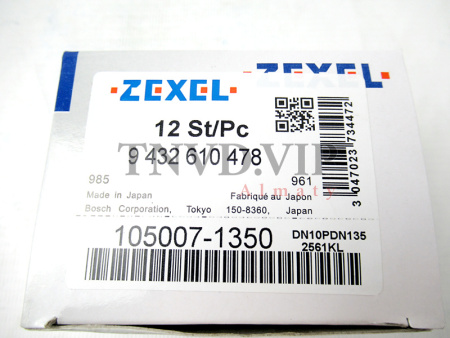 ZEXEL
ZEXEL
12 St/Pc
9 432 610 478
985
961
Made in Japan
Fabriqué au Japon
Bosch Corporation, Tokyo 150-8360, Japan
3 047023 734472
105007-1350
DN10PDN135
2561KL
TNVD.VIP
Almaty